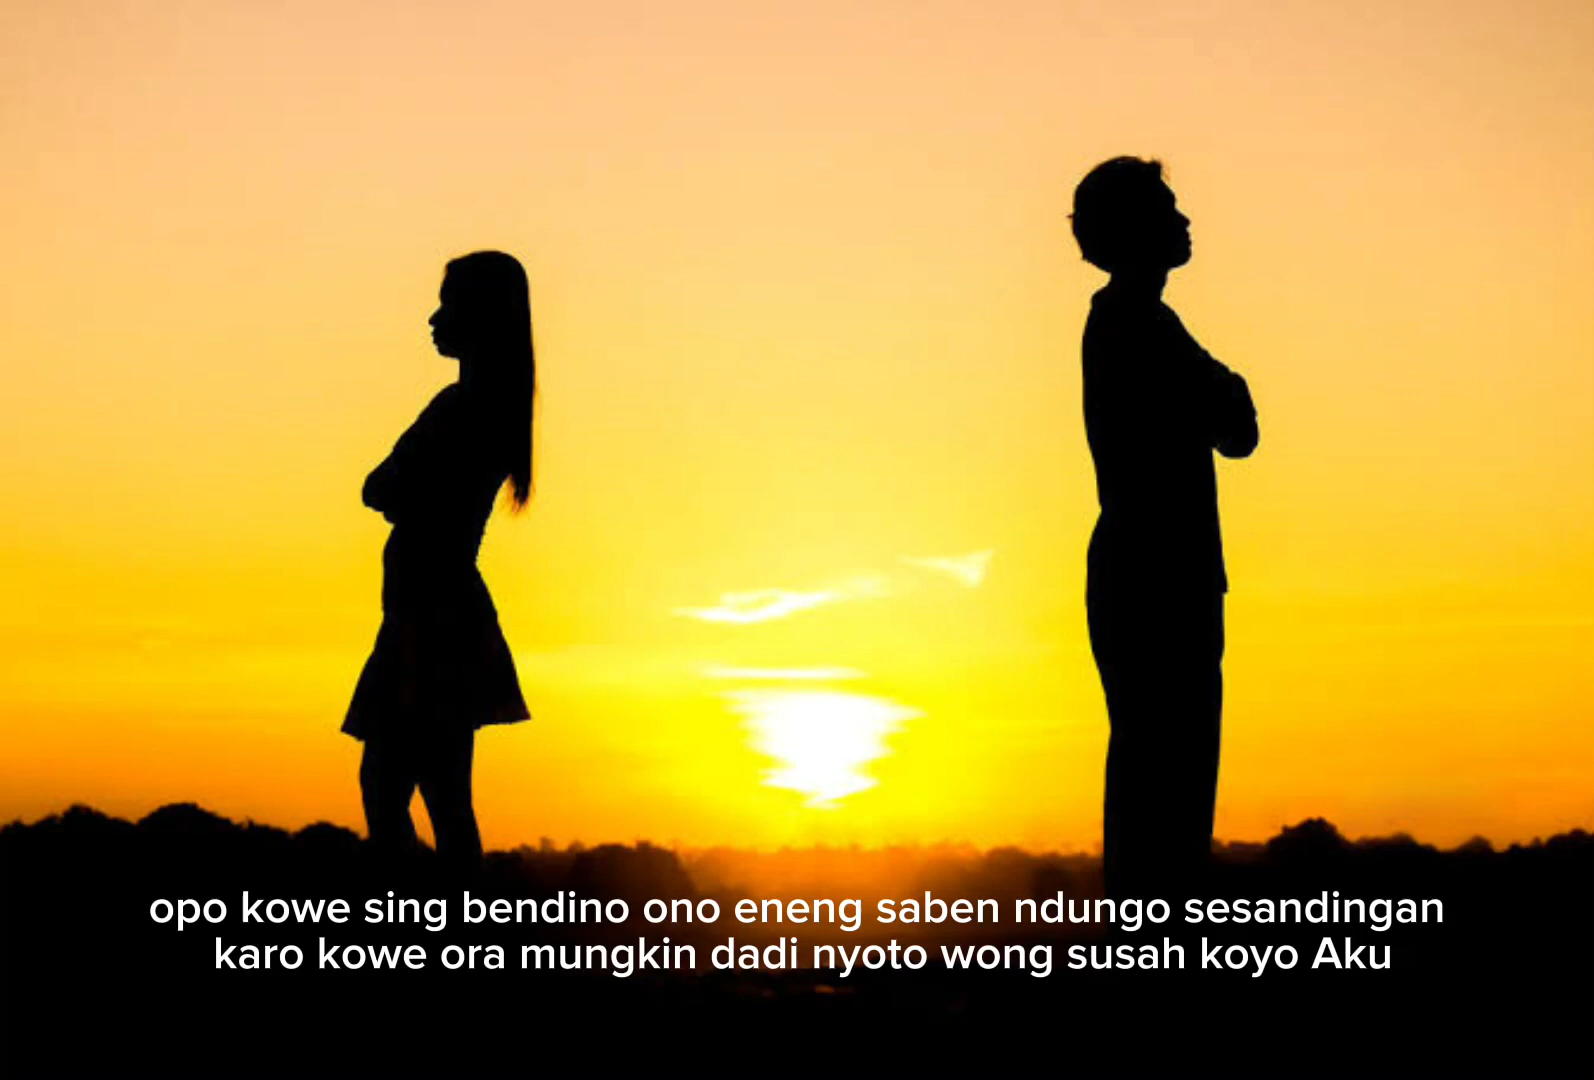 opo kowe sing bendino ono eneng saben ndungo sesandingan
karo kowe ora mungkin dadi nyoto wong susah koyo Aku